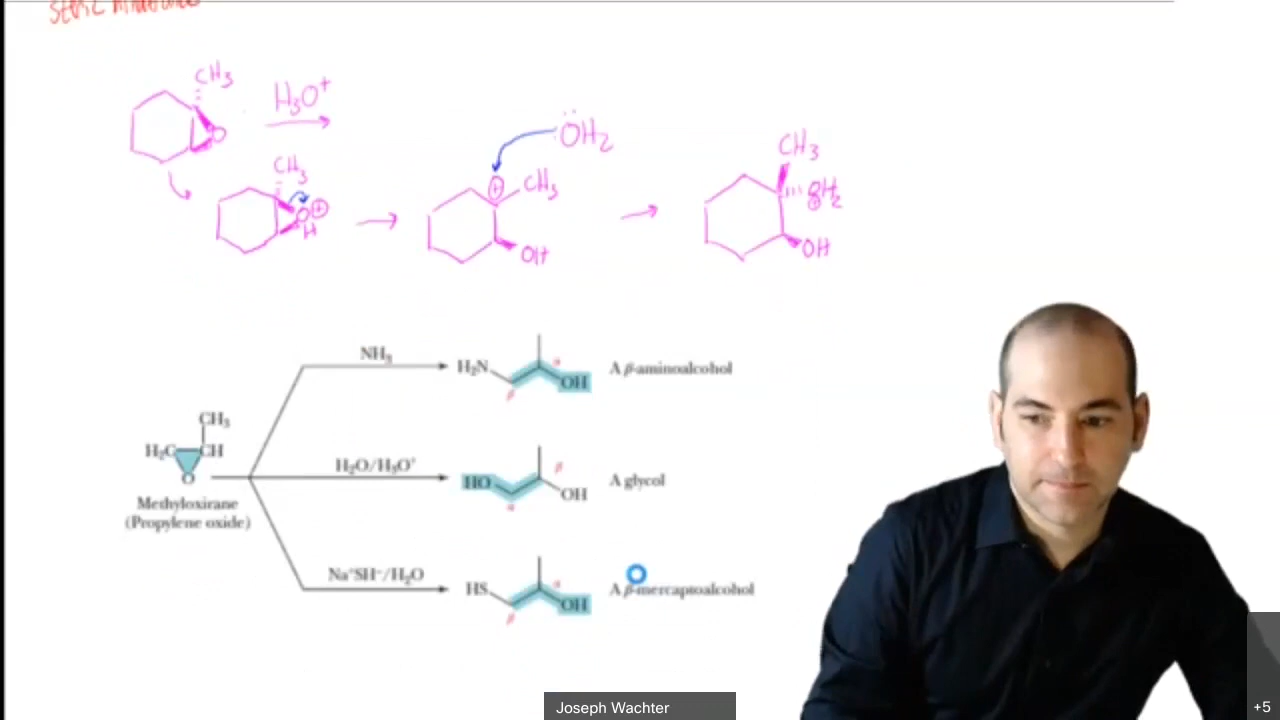 CH₃
H₃O⁺
O
CH₃
O⊕
H
⊕
CH₃
OH
:ÖH₂
CH₃
OH₂
⊕
OH
NH₃
H₂N
α
OH
β
A β-aminoalcohol
CH₃
H₂C
CH
O
Methyloxirane
(Propylene oxide)
H₂O/H₃O⁺
HO
β
OH
α
A glycol
Na⁺SH⁻/H₂O
HS
α
OH
β
A β-mercaptoalcohol
Joseph Wachter
+5